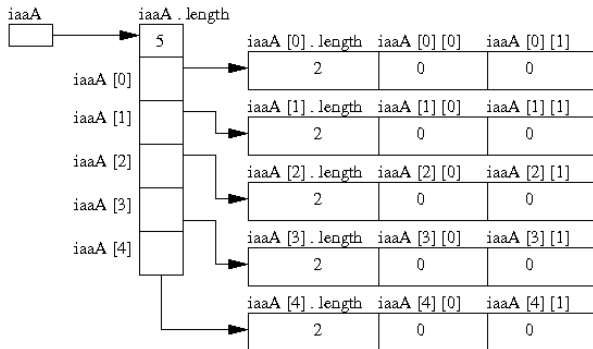 iaaA
iaaA . length
5
iaaA [0] . length iaaA [0] [0] iaaA [0] [1]
2 0 0
iaaA [0]
iaaA [1] . length iaaA [1] [0] iaaA [1] [1]
iaaA [1]
2 0 0
iaaA [2]
iaaA [2] . length iaaA [2] [0] iaaA [2] [1]
2 0 0
iaaA [3]
iaaA [3] . length iaaA [3] [0] iaaA [3] [1]
iaaA [4]
2 0 0
iaaA [4] . length iaaA [4] [0] iaaA [4] [1]
2 0 0